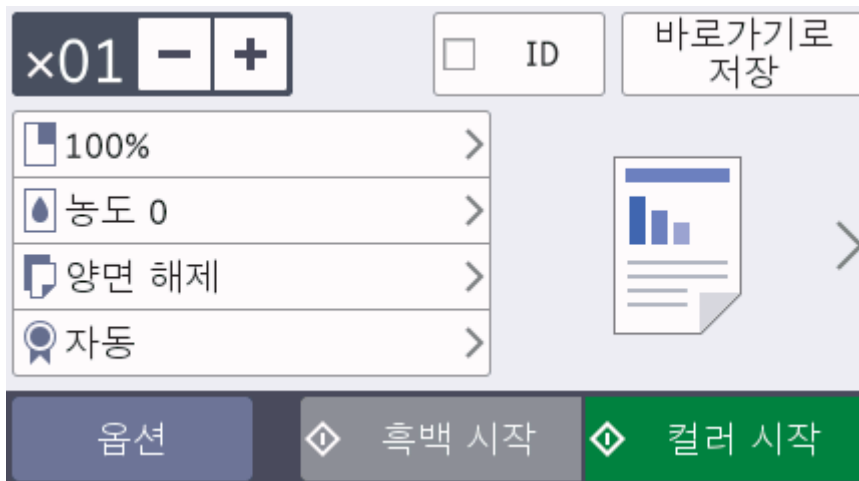 ×01 − +
ID
바로가기로
저장
100%
농도 0
양면 해제
자동
옵션
흑백 시작
컬러 시작